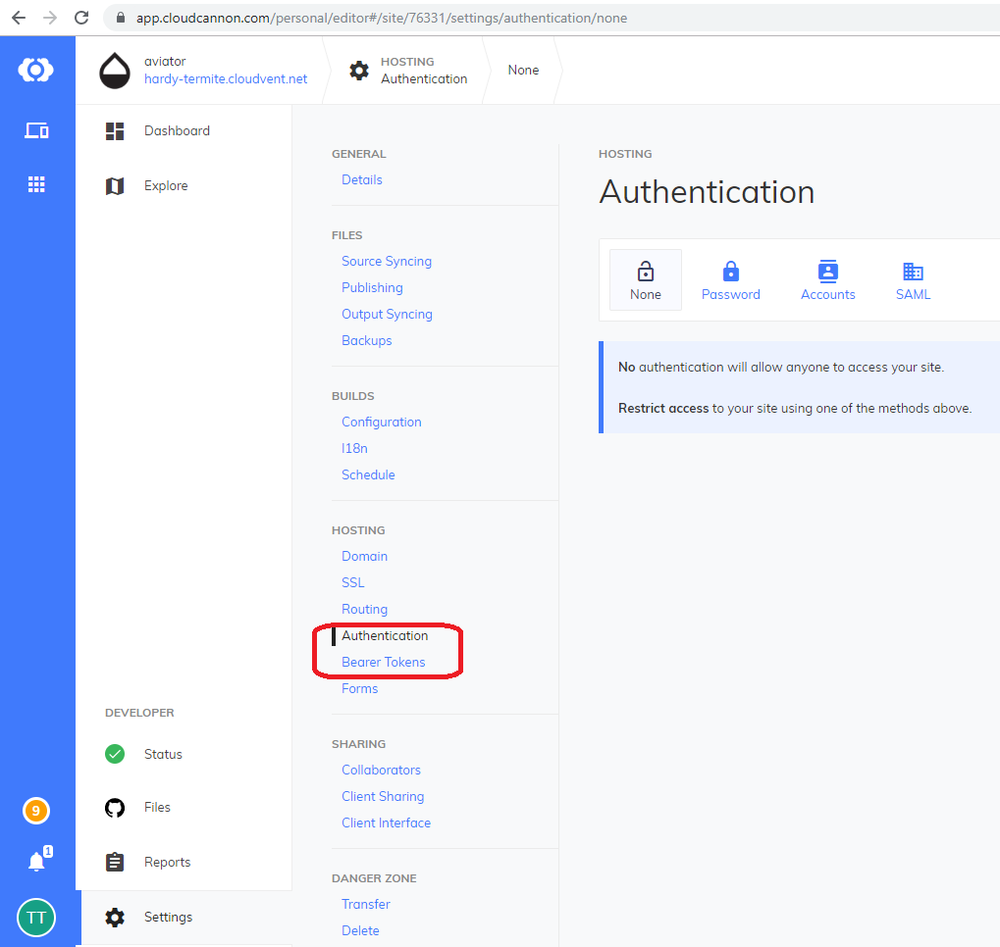 app.cloudcannon.com/personal/editor#/site/76331/settings/authentication/none
aviator
hardy-termite.cloudvent.net
HOSTING
Authentication
None
Dashboard
Explore
DEVELOPER
Status
Files
Reports
Settings
9
1
TT
GENERAL
Details
FILES
Source Syncing
Publishing
Output Syncing
Backups
BUILDS
Configuration
I18n
Schedule
HOSTING
Domain
SSL
Routing
Authentication
Bearer Tokens
Forms
SHARING
Collaborators
Client Sharing
Client Interface
DANGER ZONE
Transfer
Delete
HOSTING
Authentication
None
Password
Accounts
SAML
No authentication will allow anyone to access your site.
Restrict access to your site using one of the methods above.